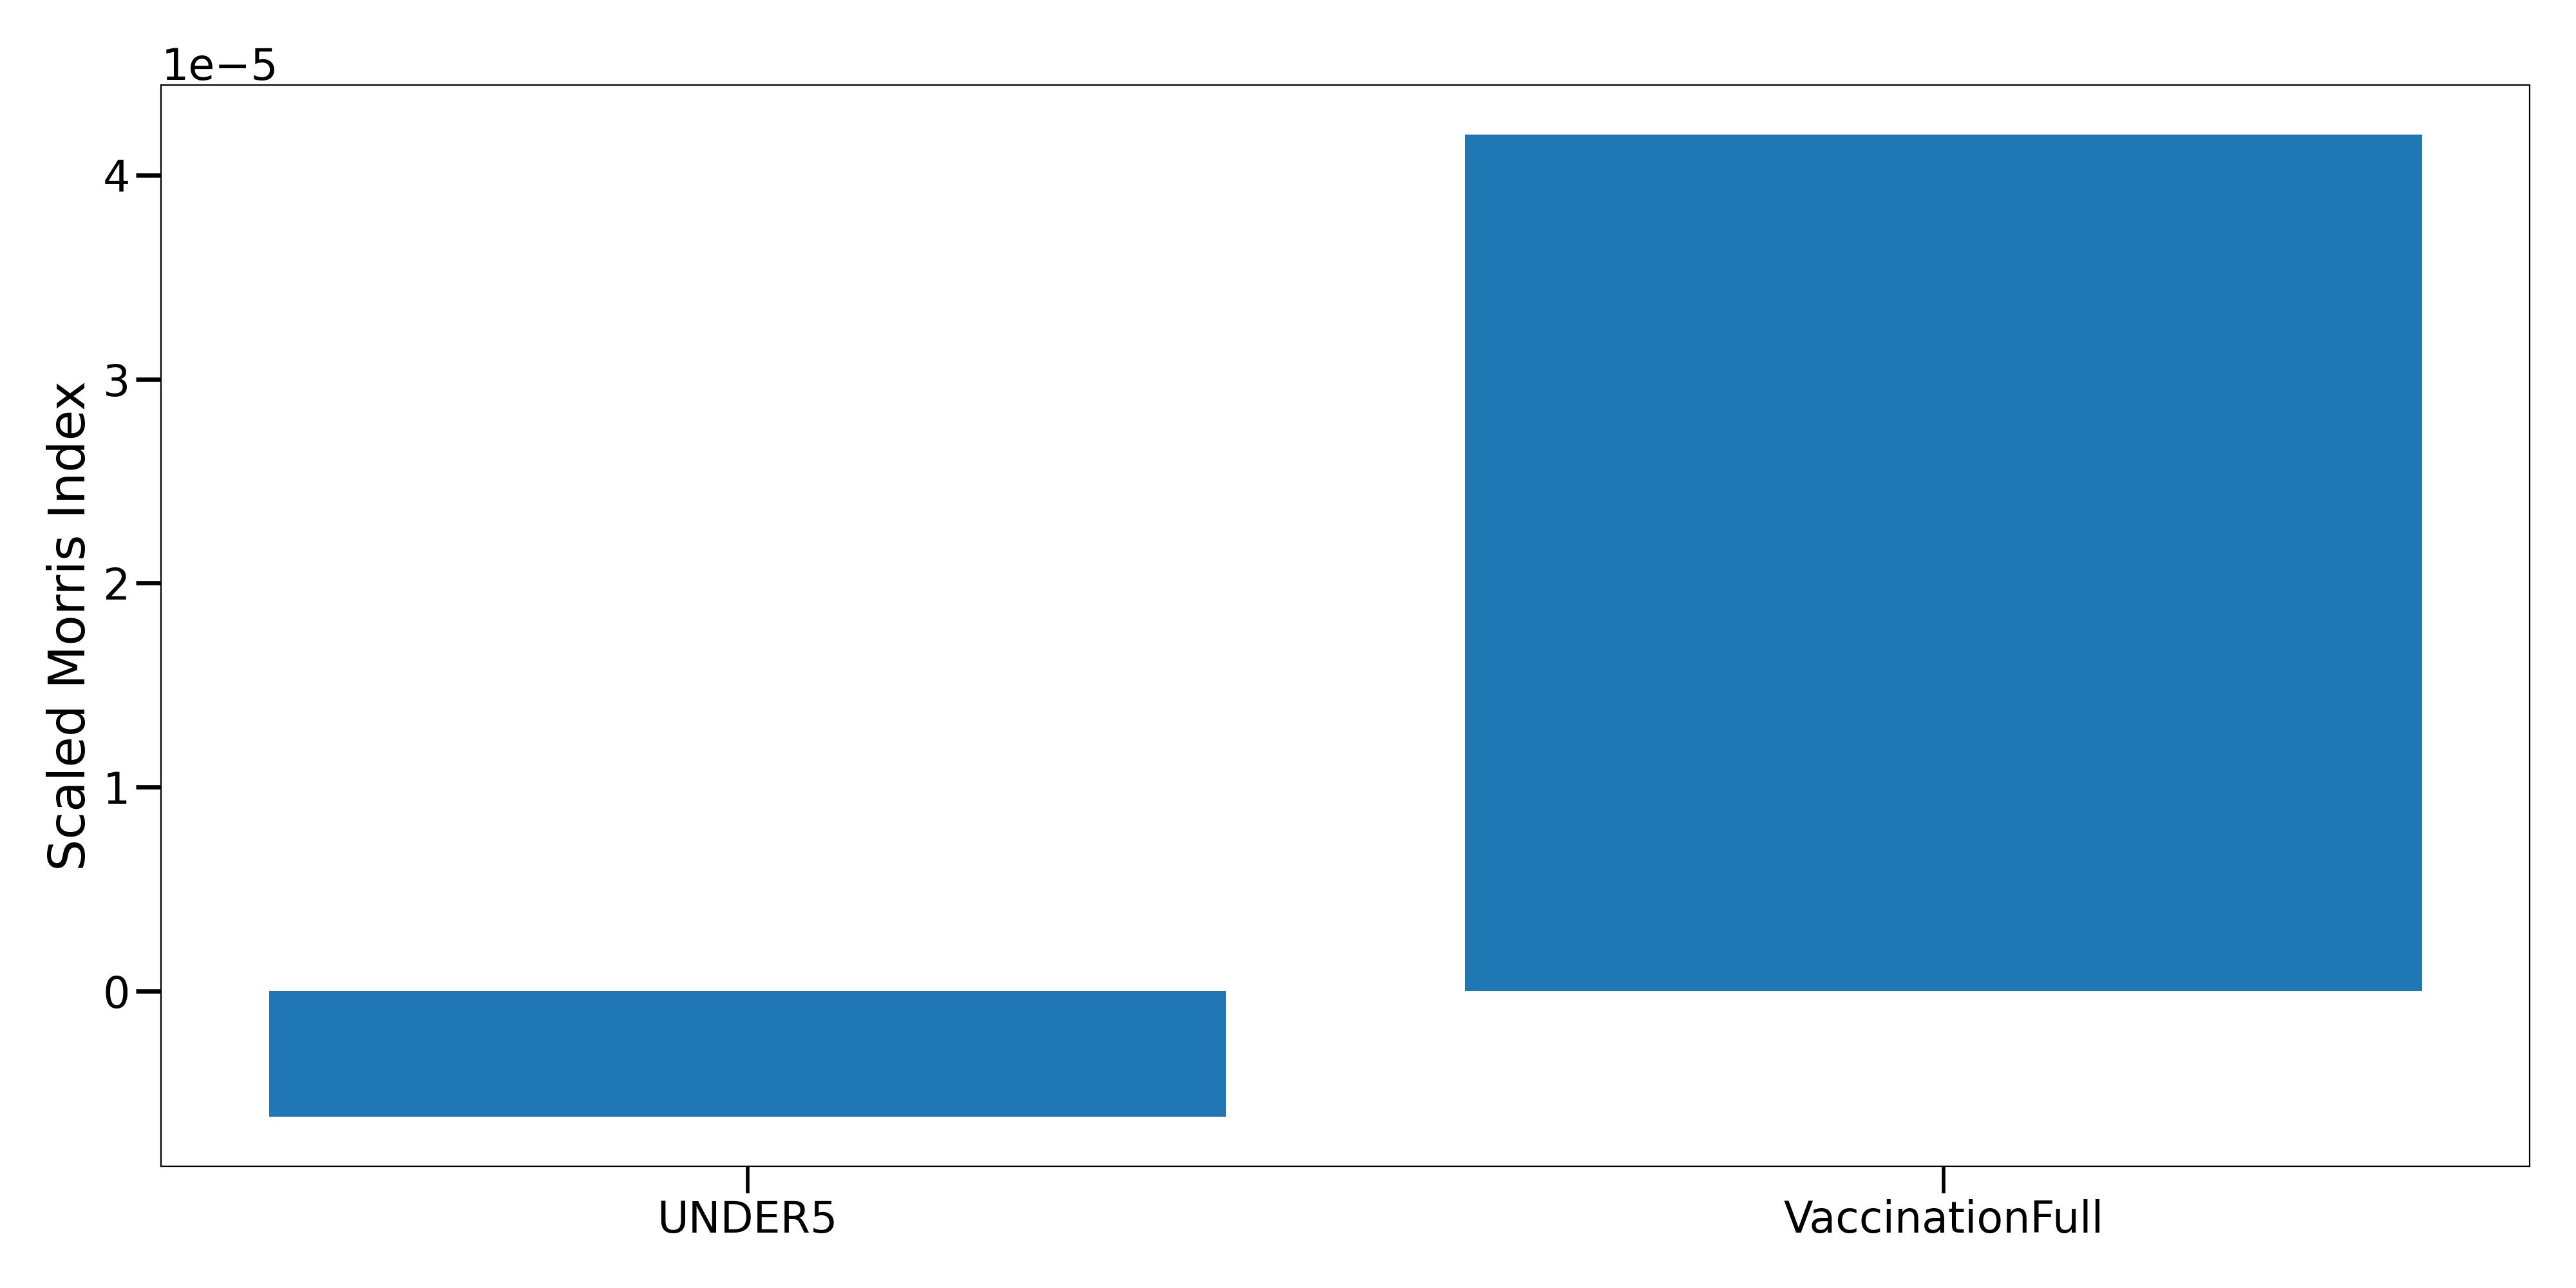 1e−5
4
3
2
1
0
Scaled Morris Index
UNDER5
VaccinationFull